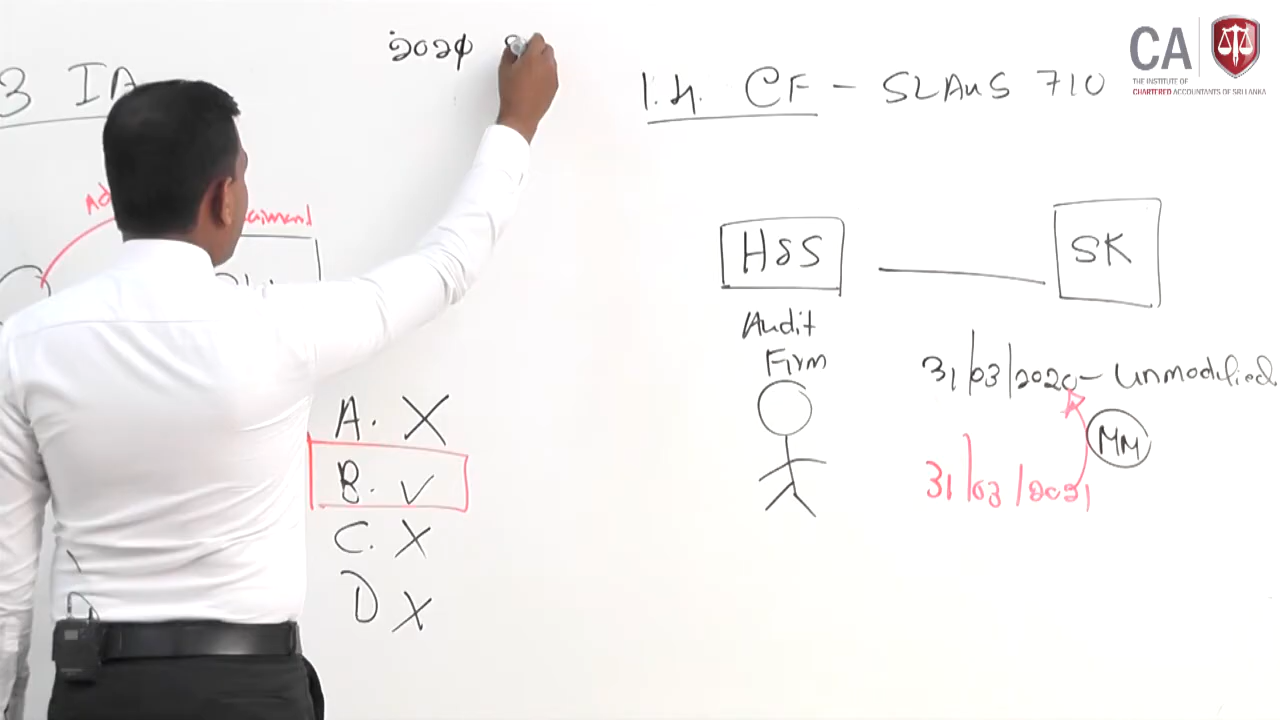 3 IA
Ad
A. X
B. ✓
C. X
D X
1.4. CF - SLAuS 710
H&S
SK
Audit
Firm
31/03/2020 - Unmodified
MM
31/03/2021
CA
THE INSTITUTE OF
CHARTERED ACCOUNTANTS OF SRI LANKA